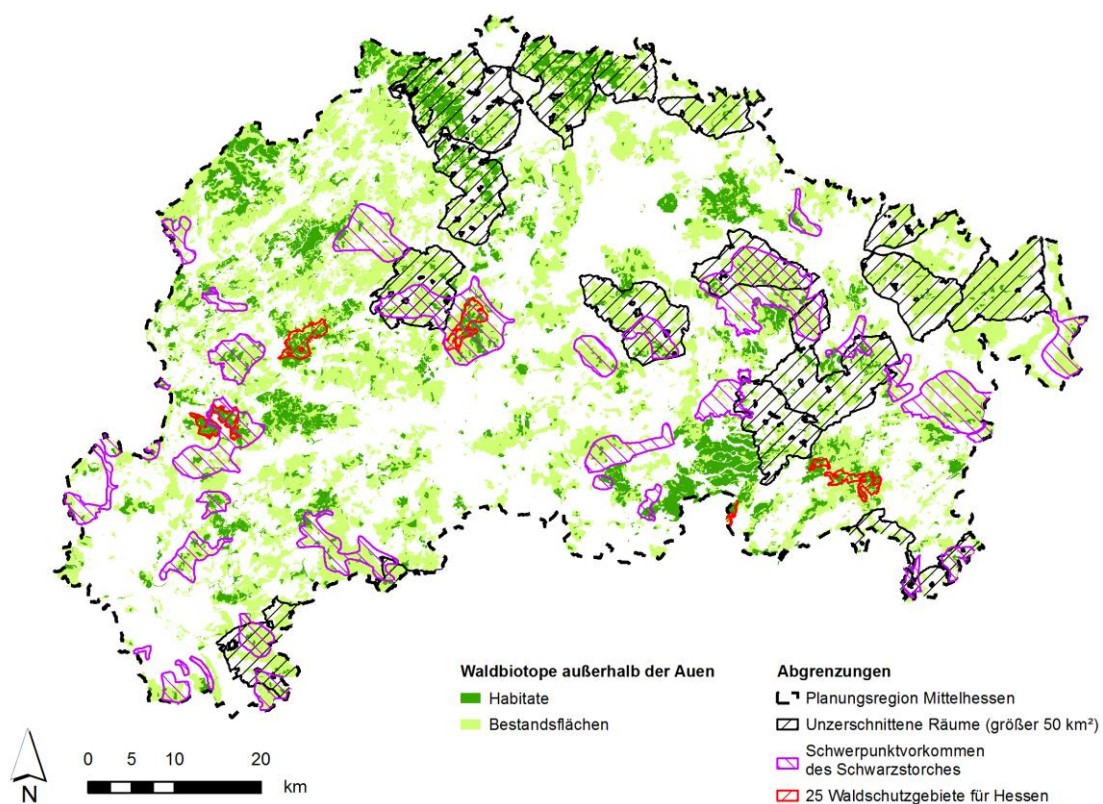 Waldbiotope außerhalb der Auen
Habitate
Bestandsflächen
Abgrenzungen
Planungsregion Mittelhessen
Unzerschnittene Räume (größer 50 km²)
Schwerpunktvorkommen
des Schwarzstorches
25 Waldschutzgebiete für Hessen
N
0 5 10 20
km